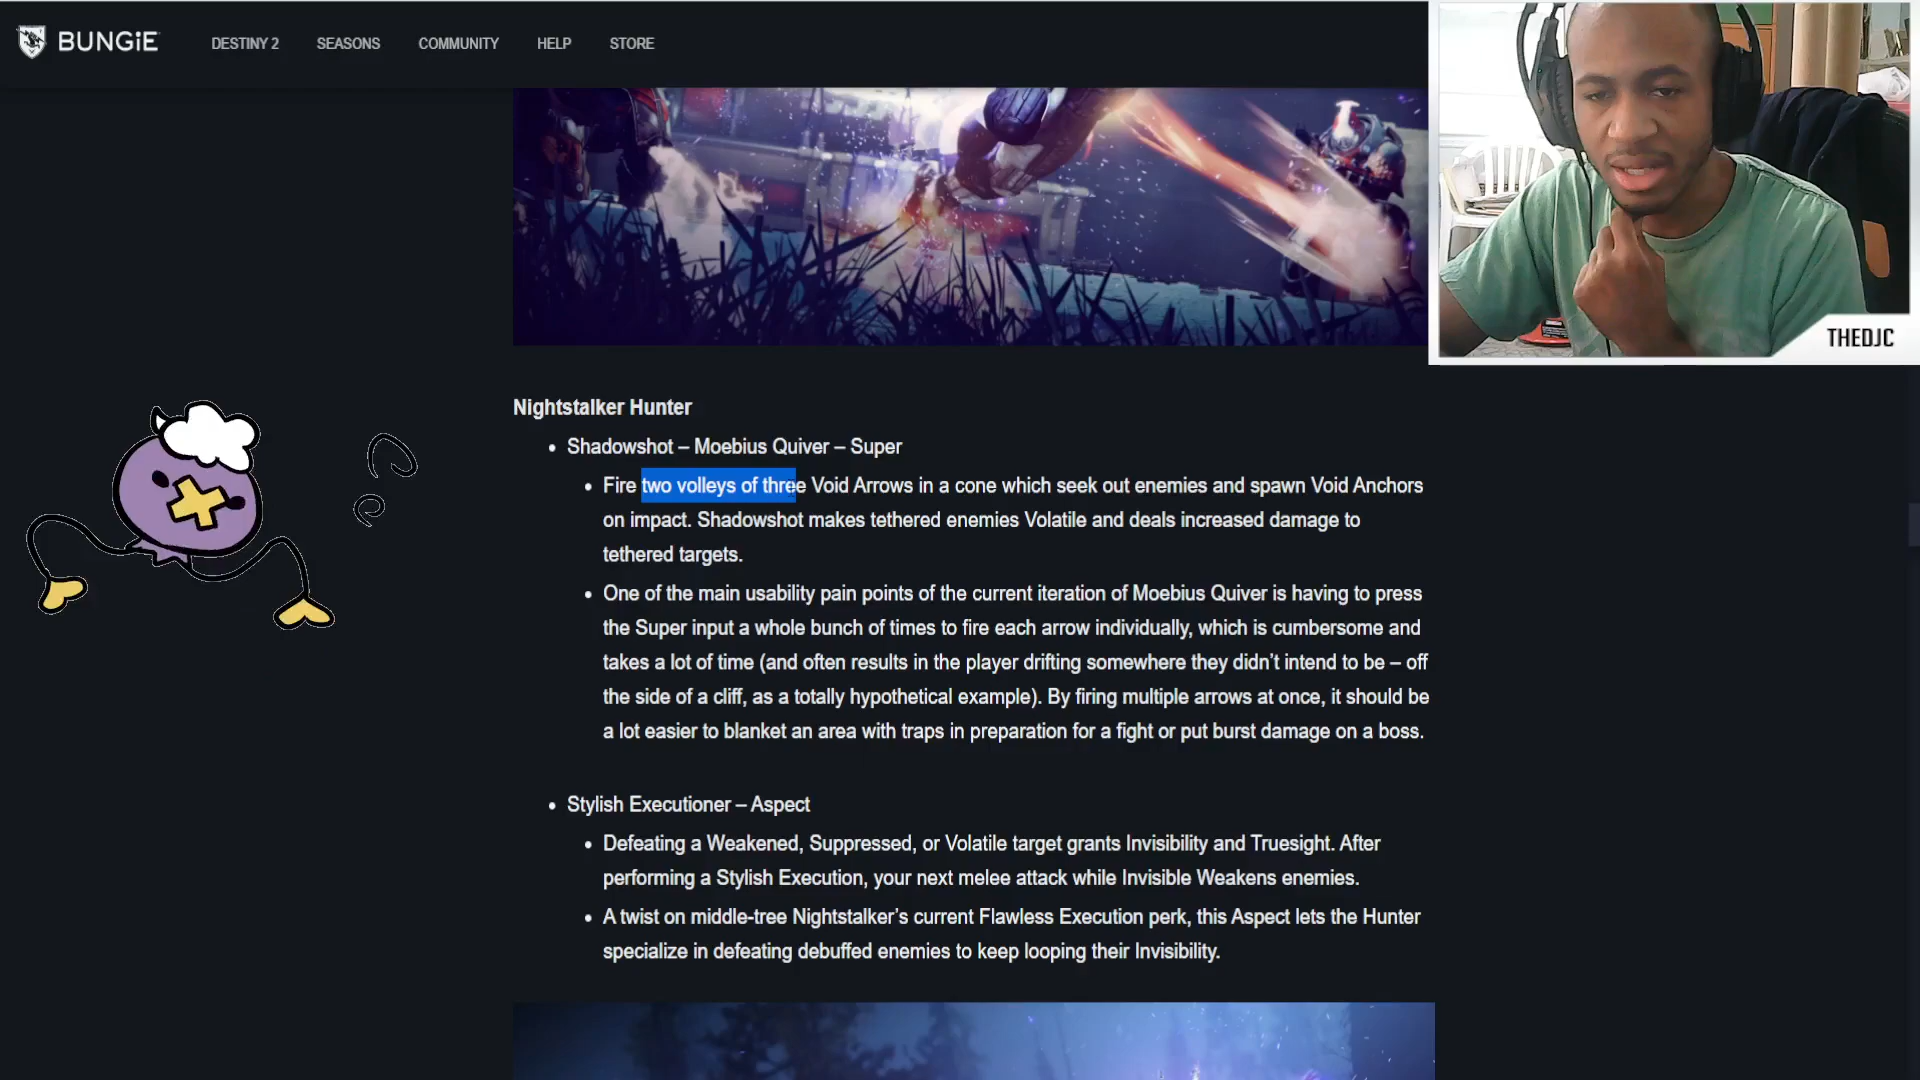 BUNGiE DESTINY 2 SEASONS COMMUNITY HELP STORE
THEDJC
Nightstalker Hunter
Shadowshot – Moebius Quiver – Super
Fire two volleys of three Void Arrows in a cone which seek out enemies and spawn Void Anchors
on impact. Shadowshot makes tethered enemies Volatile and deals increased damage to
tethered targets.
One of the main usability pain points of the current iteration of Moebius Quiver is having to press
the Super input a whole bunch of times to fire each arrow individually, which is cumbersome and
takes a lot of time (and often results in the player drifting somewhere they didn’t intend to be – off
the side of a cliff, as a totally hypothetical example). By firing multiple arrows at once, it should be
a lot easier to blanket an area with traps in preparation for a fight or put burst damage on a boss.
Stylish Executioner – Aspect
Defeating a Weakened, Suppressed, or Volatile target grants Invisibility and Truesight. After
performing a Stylish Execution, your next melee attack while Invisible Weakens enemies.
A twist on middle-tree Nightstalker’s current Flawless Execution perk, this Aspect lets the Hunter
specialize in defeating debuffed enemies to keep looping their Invisibility.